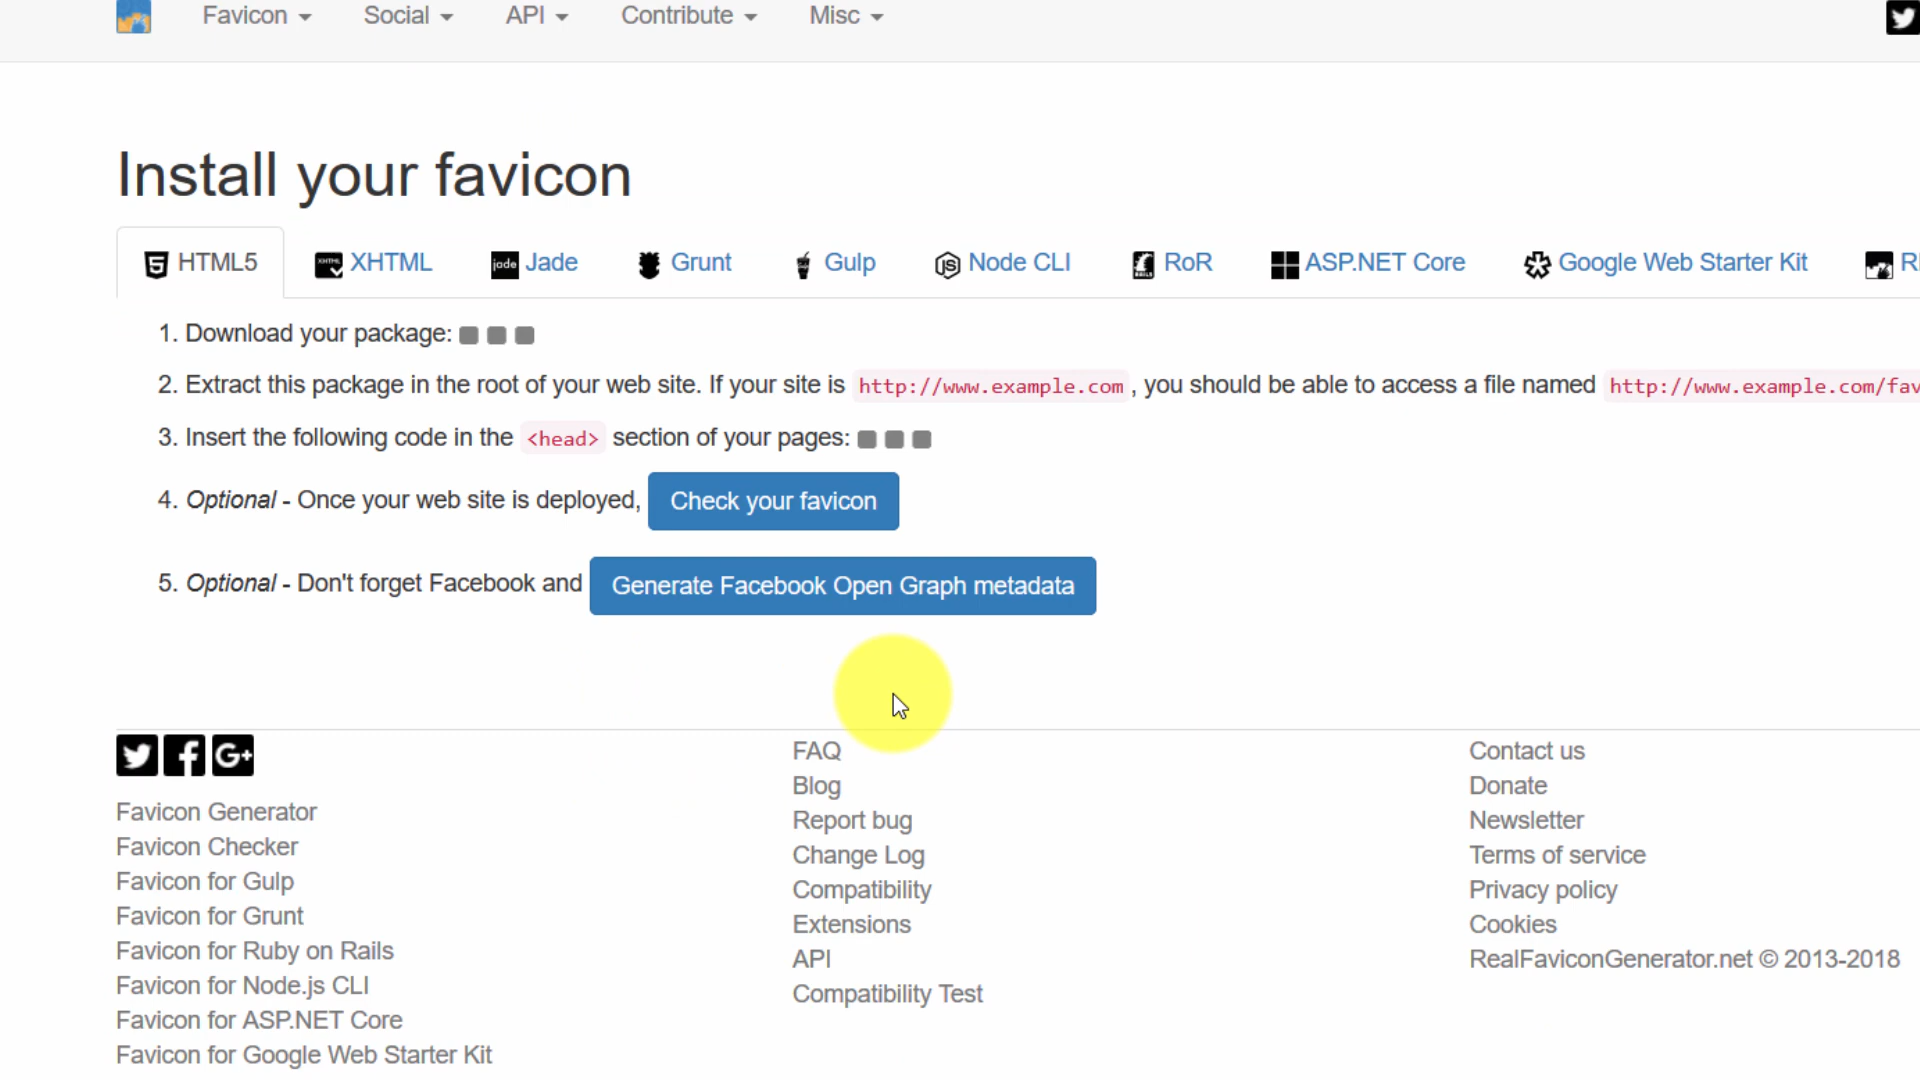 Favicon
Social
API
Contribute
Misc
Install your favicon
HTML5
XHTML
Jade
Grunt
Gulp
Node CLI
RoR
ASP.NET Core
Google Web Starter Kit
1. Download your package:
2. Extract this package in the root of your web site. If your site is http://www.example.com, you should be able to access a file named http://www.example.com/fav
3. Insert the following code in the <head> section of your pages:
4. Optional - Once your web site is deployed, Check your favicon
5. Optional - Don't forget Facebook and Generate Facebook Open Graph metadata
Favicon Generator
Favicon Checker
Favicon for Gulp
Favicon for Grunt
Favicon for Ruby on Rails
Favicon for Node.js CLI
Favicon for ASP.NET Core
Favicon for Google Web Starter Kit
FAQ
Blog
Report bug
Change Log
Compatibility
Extensions
API
Compatibility Test
Contact us
Donate
Newsletter
Terms of service
Privacy policy
Cookies
RealFaviconGenerator.net © 2013-2018